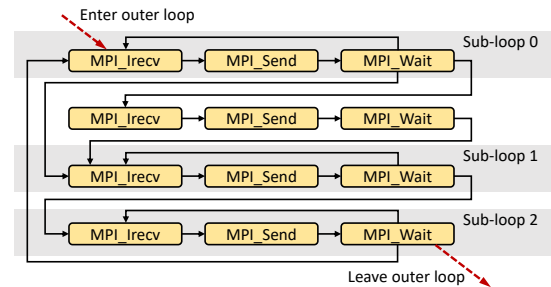 Enter outer loop
Sub-loop 0
MPI_Irecv MPI_Send MPI_Wait
MPI_Irecv MPI_Send MPI_Wait
Sub-loop 1
MPI_Irecv MPI_Send MPI_Wait
Sub-loop 2
MPI_Irecv MPI_Send MPI_Wait
Leave outer loop